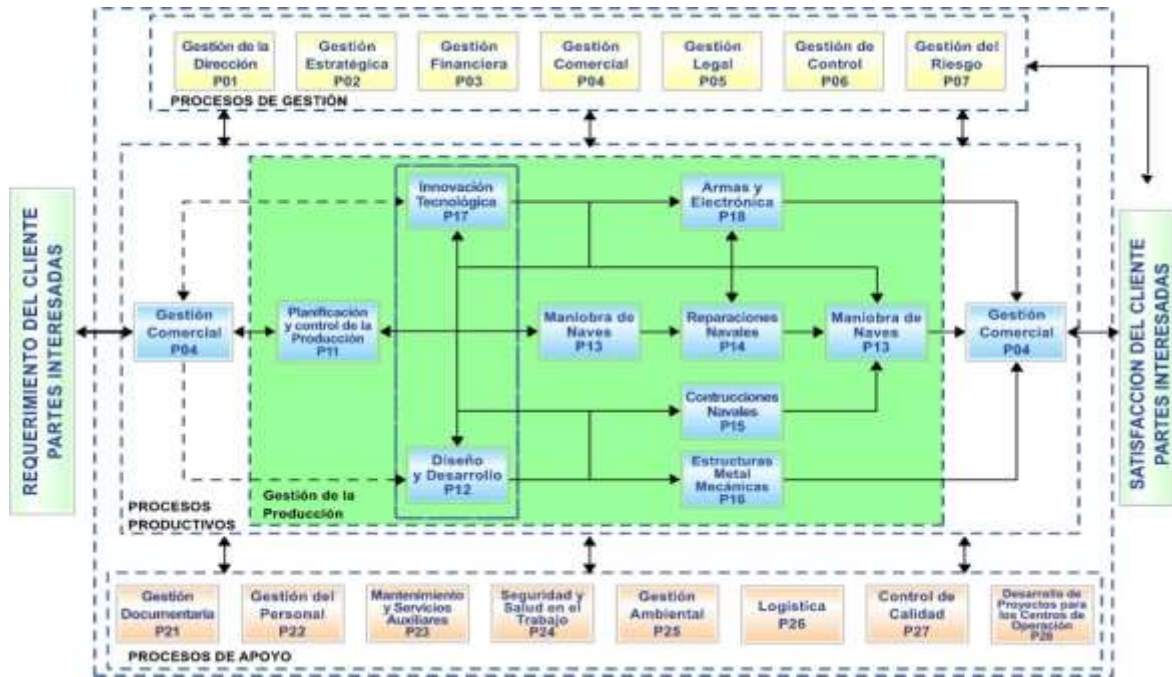 Gestión de la
Dirección
P01
Gestión
Estratégica
P02
Gestión
Financiera
P03
Gestión
Comercial
P04
Gestión
Legal
P05
Gestión de
Control
P06
Gestión del
Riesgo
P07
PROCESOS DE GESTIÓN
REQUERIMIENTO DEL CLIENTE
PARTES INTERESADAS
Innovación
Tecnológica
P17
Armas y
Electrónica
P18
Gestión
Comercial
P04
Planificación
y control de la
Producción
P11
Maniobra de
Naves
P13
Reparaciones
Navales
P14
Maniobra de
Naves
P13
Gestión
Comercial
P04
Contrucciones
Navales
P15
Diseño
y Desarrollo
P12
Estructuras
Metal
Mecánicas
P16
Gestión de la
Producción
PROCESOS
PRODUCTIVOS
SATISFACCION DEL CLIENTE
PARTES INTERESADAS
Gestión
Documentaria
P21
Gestión del
Personal
P22
Mantenimiento
y Servicios
Auxiliares
P23
Seguridad y
Salud en el
Trabajo
P24
Gestión
Ambiental
P25
Logística
P26
Control de
Calidad
P27
Desarrollo de
Proyectos para
los Centros de
Operación
P28
PROCESOS DE APOYO